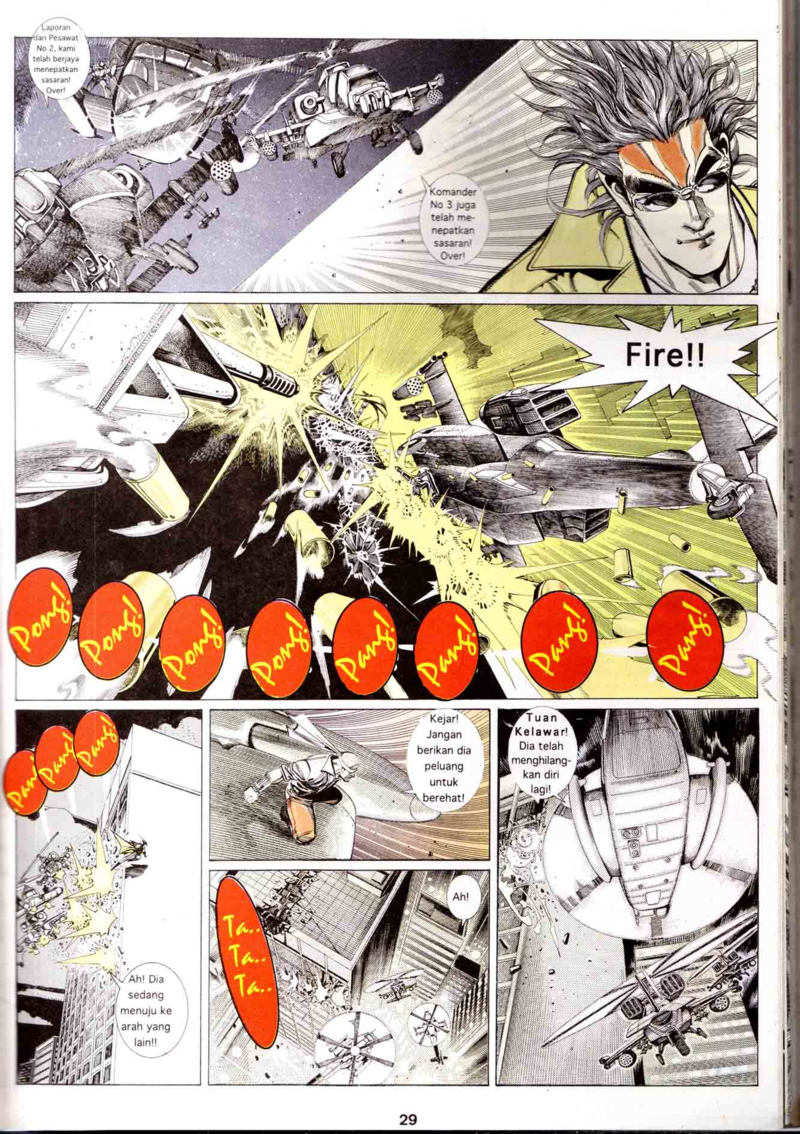 Laporan
dari Pesawat
No 2, kami
telah berjaya
menepatkan
sasaran!
Over!
Komander
No 3 juga
telah me-
nepatkan
sasaran!
Over!
Fire!!
Pong!
Pong!
Pong!
Pong!
Pang!
Pang!
Pang!
Pang!
Pang!
Pang!
Pang!
Ah! Dia
sedang
menuju ke
arah yang
lain!!
Kejar!
Jangan
berikan dia
peluang
untuk
berehat!
Ta..
Ta..
Ta..
Ah!
Tuan
Kelawar!
Dia telah
menghilang-
kan diri
lagi!
29